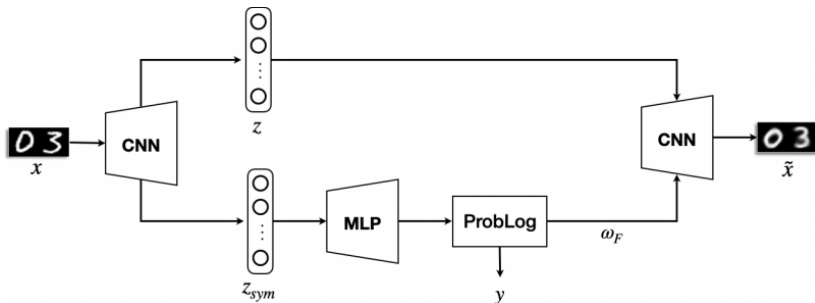 z
0 3
x
CNN
CNN
0 3
x̃
MLP
ProbLog
ω_F
z_sym
y